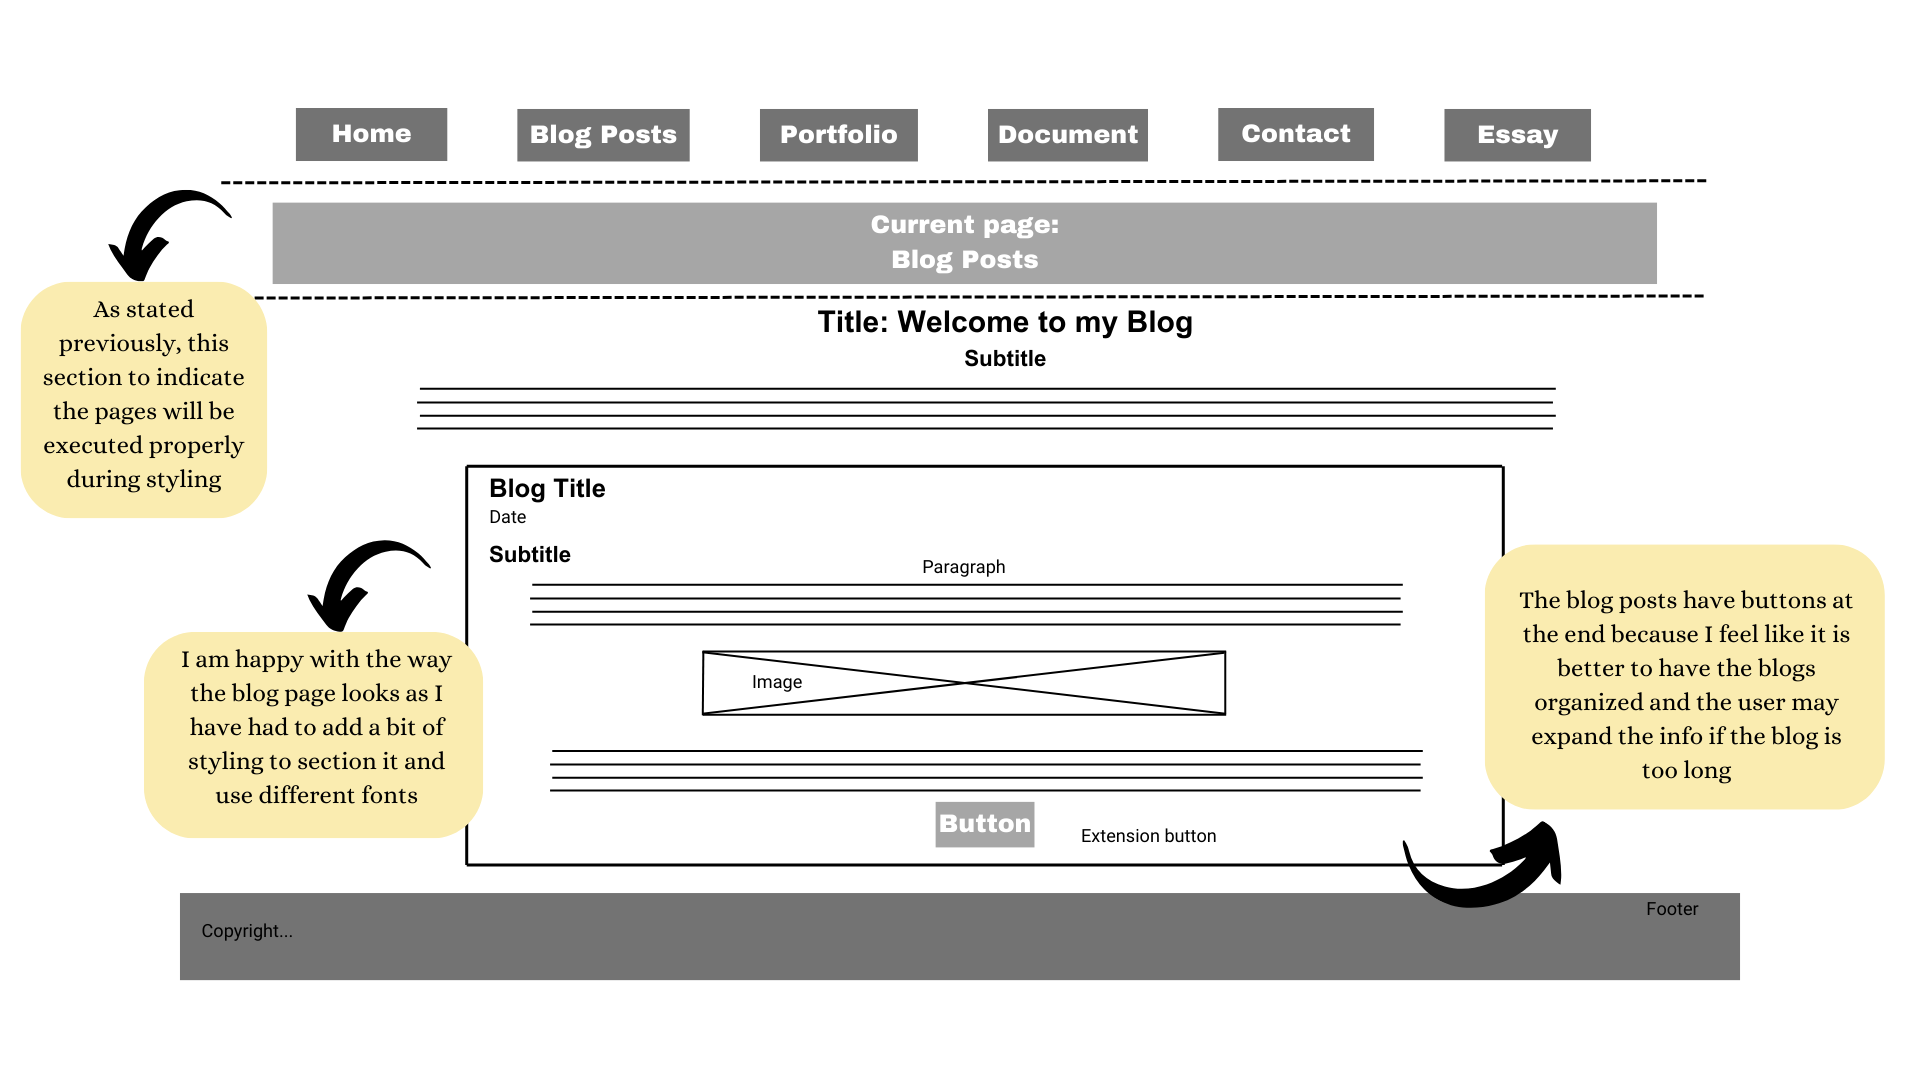 Home
Blog Posts
Portfolio
Document
Contact
Essay
Current page:
Blog Posts
Title: Welcome to my Blog
Subtitle
As stated
previously, this
section to indicate
the pages will be
executed properly
during styling
Blog Title
Date
Subtitle
Paragraph
Image
I am happy with the way
the blog page looks as I
have had to add a bit of
styling to section it and
use different fonts
The blog posts have buttons at
the end because I feel like it is
better to have the blogs
organized and the user may
expand the info if the blog is
too long
Button
Extension button
Footer
Copyright...